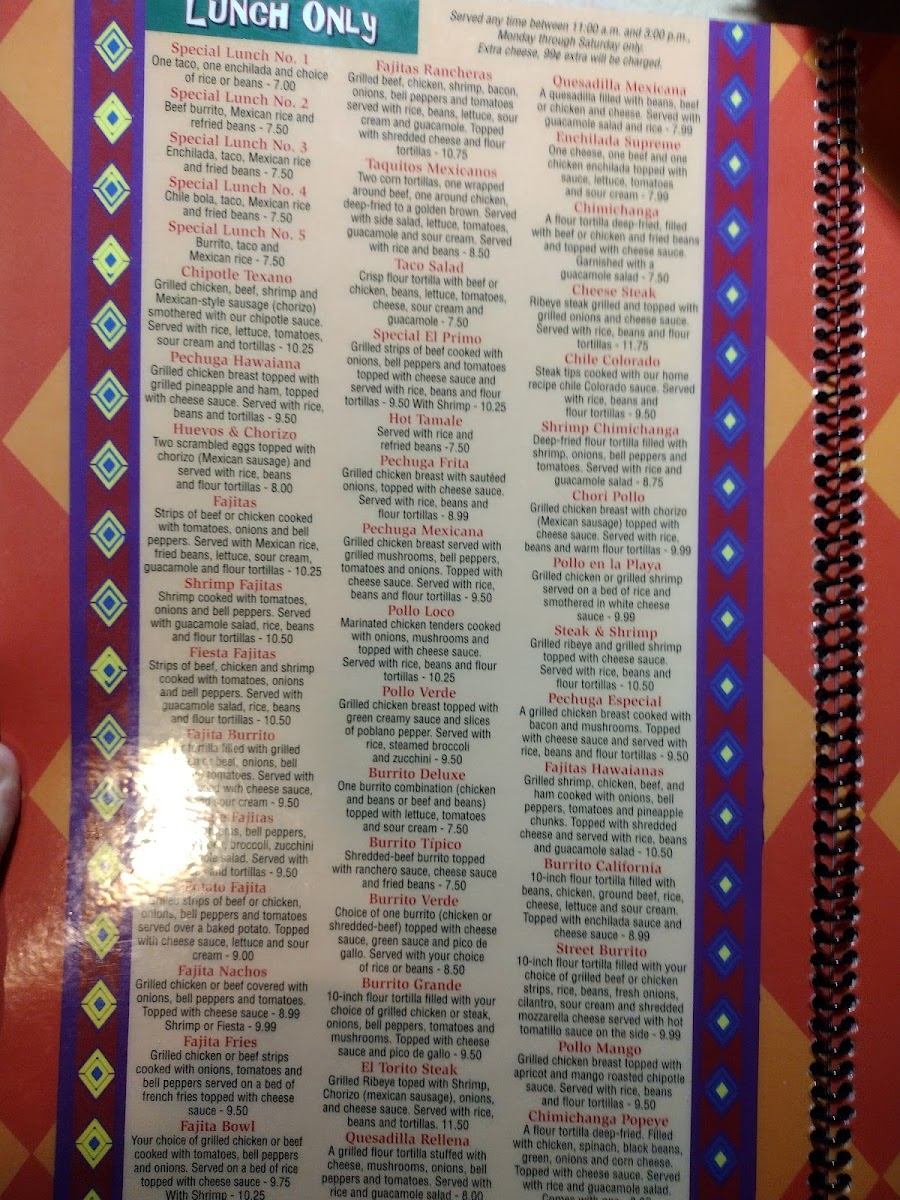 LUNCH ONLY
Served any time between 11:00 a.m. and 3:00 p.m.,
Monday through Saturday only.
Extra cheese, 99¢ extra will be charged.
Special Lunch No. 1
One taco, one enchilada and choice
of rice or beans - 7.00
Special Lunch No. 2
Beef burrito, Mexican rice and
refried beans - 7.50
Special Lunch No. 3
Enchilada, taco, Mexican rice
and fried beans - 7.50
Special Lunch No. 4
Chile bola, taco, Mexican rice
and fried beans - 7.50
Special Lunch No. 5
Burrito, taco and
Mexican rice - 7.50
Chipotle Texano
Grilled chicken, beef, shrimp and
Mexican-style sausage (chorizo)
smothered with our chipotle sauce.
Served with rice, lettuce, tomatoes,
sour cream and tortillas - 10.25
Pechuga Hawaiana
Grilled chicken breast topped with
grilled pineapple and ham, topped
with cheese sauce. Served with rice,
beans and tortillas - 9.50
Huevos & Chorizo
Two scrambled eggs topped with
chorizo (Mexican sausage) and
served with rice, beans
and flour tortillas - 8.00
Fajitas
Strips of beef or chicken cooked
with tomatoes, onions and bell
peppers. Served with Mexican rice,
fried beans, lettuce, sour cream,
guacamole and flour tortillas - 10.25
Shrimp Fajitas
Shrimp cooked with tomatoes,
onions and bell peppers. Served
with guacamole salad, rice, beans
and flour tortillas - 10.50
Fiesta Fajitas
Strips of beef, chicken and shrimp
cooked with tomatoes, onions
and bell peppers. Served with
guacamole salad, rice, beans
and flour tortillas - 10.50
Fajita Burrito
tortilla filled with grilled
beef, onions, bell
tomatoes. Served with
with cheese sauce,
sour cream - 9.50
Fajitas
bell peppers,
broccoli, zucchini
salad. Served with
and tortillas - 9.50
Potato Fajita
Grilled strips of beef or chicken,
onions, bell peppers and tomatoes
served over a baked potato. Topped
with cheese sauce, lettuce and sour
cream - 9.00
Fajita Nachos
Grilled chicken or beef covered with
onions, bell peppers and tomatoes.
Topped with cheese sauce - 8.99
Shrimp or Fiesta - 9.99
Fajita Fries
Grilled chicken or beef strips
cooked with onions, tomatoes and
bell peppers served on a bed of
french fries topped with cheese
sauce - 9.50
Fajita Bowl
Your choice of grilled chicken or beef
cooked with tomatoes, bell peppers
and onions. Served on a bed of rice
topped with cheese sauce - 9.75
With Shrimp - 10.25
Fajitas Rancheras
Grilled beef, chicken, shrimp, bacon,
onions, bell peppers and tomatoes
served with rice, beans, lettuce, sour
cream and guacamole. Topped
with shredded cheese and flour
tortillas - 10.75
Taquitos Mexicanos
Two corn tortillas, one wrapped
around beef, one around chicken,
deep-fried to a golden brown. Served
with side salad, lettuce, tomatoes,
guacamole and sour cream. Served
with rice and beans - 8.50
Taco Salad
Crisp flour tortilla with beef or
chicken, beans, lettuce, tomatoes,
cheese, sour cream and
guacamole - 7.50
Special El Primo
Grilled strips of beef cooked with
onions, bell peppers and tomatoes
topped with cheese sauce and
served with rice, beans and flour
tortillas - 9.50 With Shrimp - 10.25
Hot Tamale
Served with rice and
refried beans -7.50
Pechuga Frita
Grilled chicken breast with sautéed
onions, topped with cheese sauce.
Served with rice, beans and
flour tortillas - 8.99
Pechuga Mexicana
Grilled chicken breast served with
grilled mushrooms, bell peppers,
tomatoes and onions. Topped with
cheese sauce. Served with rice,
beans and flour tortillas - 9.50
Pollo Loco
Marinated chicken tenders cooked
with onions, mushrooms and
topped with cheese sauce.
Served with rice, beans and flour
tortillas - 10.25
Pollo Verde
Grilled chicken breast topped with
green creamy sauce and slices
of poblano pepper. Served with
rice, steamed broccoli
and zucchini - 9.50
Burrito Deluxe
One burrito combination (chicken
and beans or beef and beans)
topped with lettuce, tomatoes
and sour cream - 7.50
Burrito Típico
Shredded-beef burrito topped
with ranchero sauce, cheese sauce
and fried beans - 7.50
Burrito Verde
Choice of one burrito (chicken or
shredded-beef) topped with cheese
sauce, green sauce and pico de
gallo. Served with your choice
of rice or beans - 8.50
Burrito Grande
10-inch flour tortilla filled with your
choice of grilled chicken or steak,
onions, bell peppers, tomatoes and
mushrooms. Topped with cheese
sauce and pico de gallo - 9.50
El Torito Steak
Grilled Ribeye toped with Shrimp,
Chorizo (mexican sausage), onions,
and cheese sauce. Served with rice,
beans and tortillas. 11.50
Quesadilla Rellena
A grilled flour tortilla stuffed with
cheese, mushrooms, onions, bell
peppers and tomatoes. Served with
rice and guacamole salad - 8.00
Quesadilla Mexicana
A quesadilla filled with beans, beef
or chicken and cheese. Served with
guacamole salad and rice - 7.99
Enchilada Supreme
One cheese, one beef and one
chicken enchilada topped with
sauce, lettuce, tomatoes
and sour cream - 7.99
Chimichanga
A flour tortilla deep-fried, filled
with beef or chicken and fried beans
and topped with cheese sauce.
Garnished with a
guacamole salad - 7.50
Cheese Steak
Ribeye steak grilled and topped with
grilled onions and cheese sauce.
Served with rice, beans and flour
tortillas - 11.75
Chile Colorado
Steak tips cooked with our home
recipe chile Colorado sauce. Served
with rice, beans and
flour tortillas - 9.50
Shrimp Chimichanga
Deep-fried flour tortilla filled with
shrimp, onions, bell peppers and
tomatoes. Served with rice and
guacamole salad - 8.75
Chori Pollo
Grilled chicken breast with chorizo
(Mexican sausage) topped with
cheese sauce. Served with rice,
beans and warm flour tortillas - 9.99
Pollo en la Playa
Grilled chicken or grilled shrimp
served on a bed of rice and
smothered in white cheese
sauce - 9.99
Steak & Shrimp
Grilled ribeye and grilled shrimp
topped with cheese sauce.
Served with rice, beans and
flour tortillas - 10.50
Pechuga Especial
A grilled chicken breast cooked with
bacon and mushrooms. Topped
with cheese sauce and served with
rice, beans and flour tortillas - 9.50
Fajitas Hawaianas
Grilled shrimp, chicken, beef, and
ham cooked with onions, bell
peppers, tomatoes and pineapple
chunks. Topped with shredded
cheese and served with rice, beans
and guacamole salad - 10.50
Burrito California
10-inch flour tortilla filled with
beans, chicken, ground beef, rice,
cheese, lettuce and sour cream.
Topped with enchilada sauce and
cheese sauce - 8.99
Street Burrito
10-inch flour tortilla filled with your
choice of grilled beef or chicken
strips, rice, beans, fresh onions,
cilantro, sour cream and shredded
mozzarella cheese served with hot
tomatillo sauce on the side - 9.99
Pollo Mango
Grilled chicken breast topped with
apricot and mango roasted chipotle
sauce. Served with rice, beans
and flour tortillas - 9.50
Chimichanga Popeye
A flour tortilla deep-fried. Filled
with chicken, spinach, black beans,
green, onions and corn cheese.
Topped with cheese sauce. Served
with rice and guacamole salad.